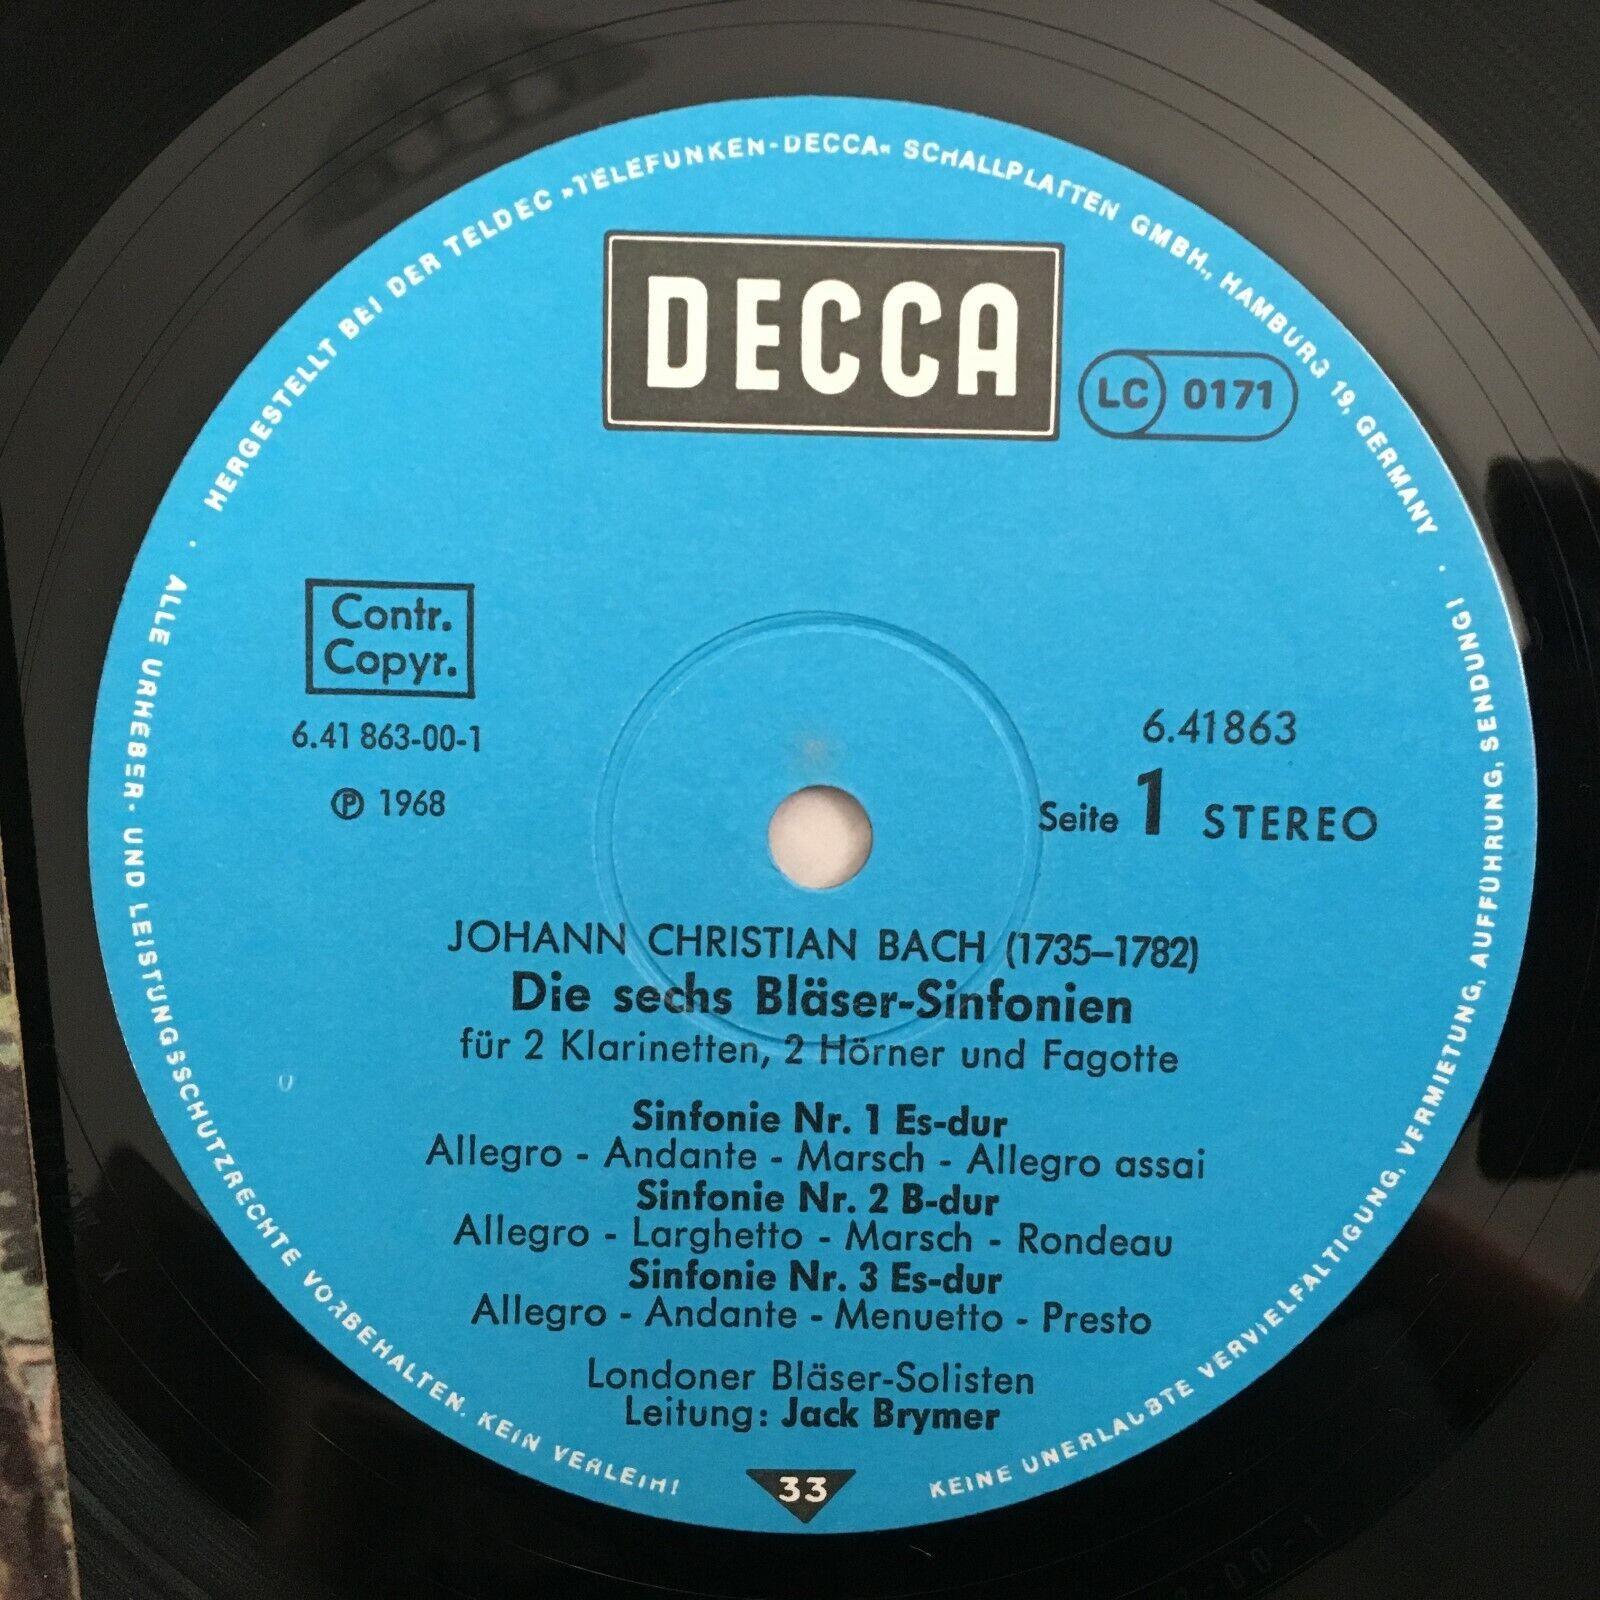 HERGESTELLT BEI DER TELDEC »TELEFUNKEN-DECCA« SCHALLPLATTEN GMBH., HAMBURG 19, GERMANY
DECCA
LC 0171
Contr.
Copyr.
6.41 863-00-1
℗ 1968
6.41863
Seite 1 STEREO
JOHANN CHRISTIAN BACH (1735–1782)
Die sechs Bläser-Sinfonien
für 2 Klarinetten, 2 Hörner und Fagotte
Sinfonie Nr. 1 Es-dur
Allegro - Andante - Marsch - Allegro assai
Sinfonie Nr. 2 B-dur
Allegro - Larghetto - Marsch - Rondeau
Sinfonie Nr. 3 Es-dur
Allegro - Andante - Menuetto - Presto
Londoner Bläser-Solisten
Leitung: Jack Brymer
33
· ALLE URHEBER- UND LEISTUNGSSCHUTZRECHTE VORBEHALTEN. KEIN VERLEIH!
KEINE UNERLAUBTE VERVIELFÄLTIGUNG, VERMIETUNG, AUFFÜHRUNG, SENDUNG! ·